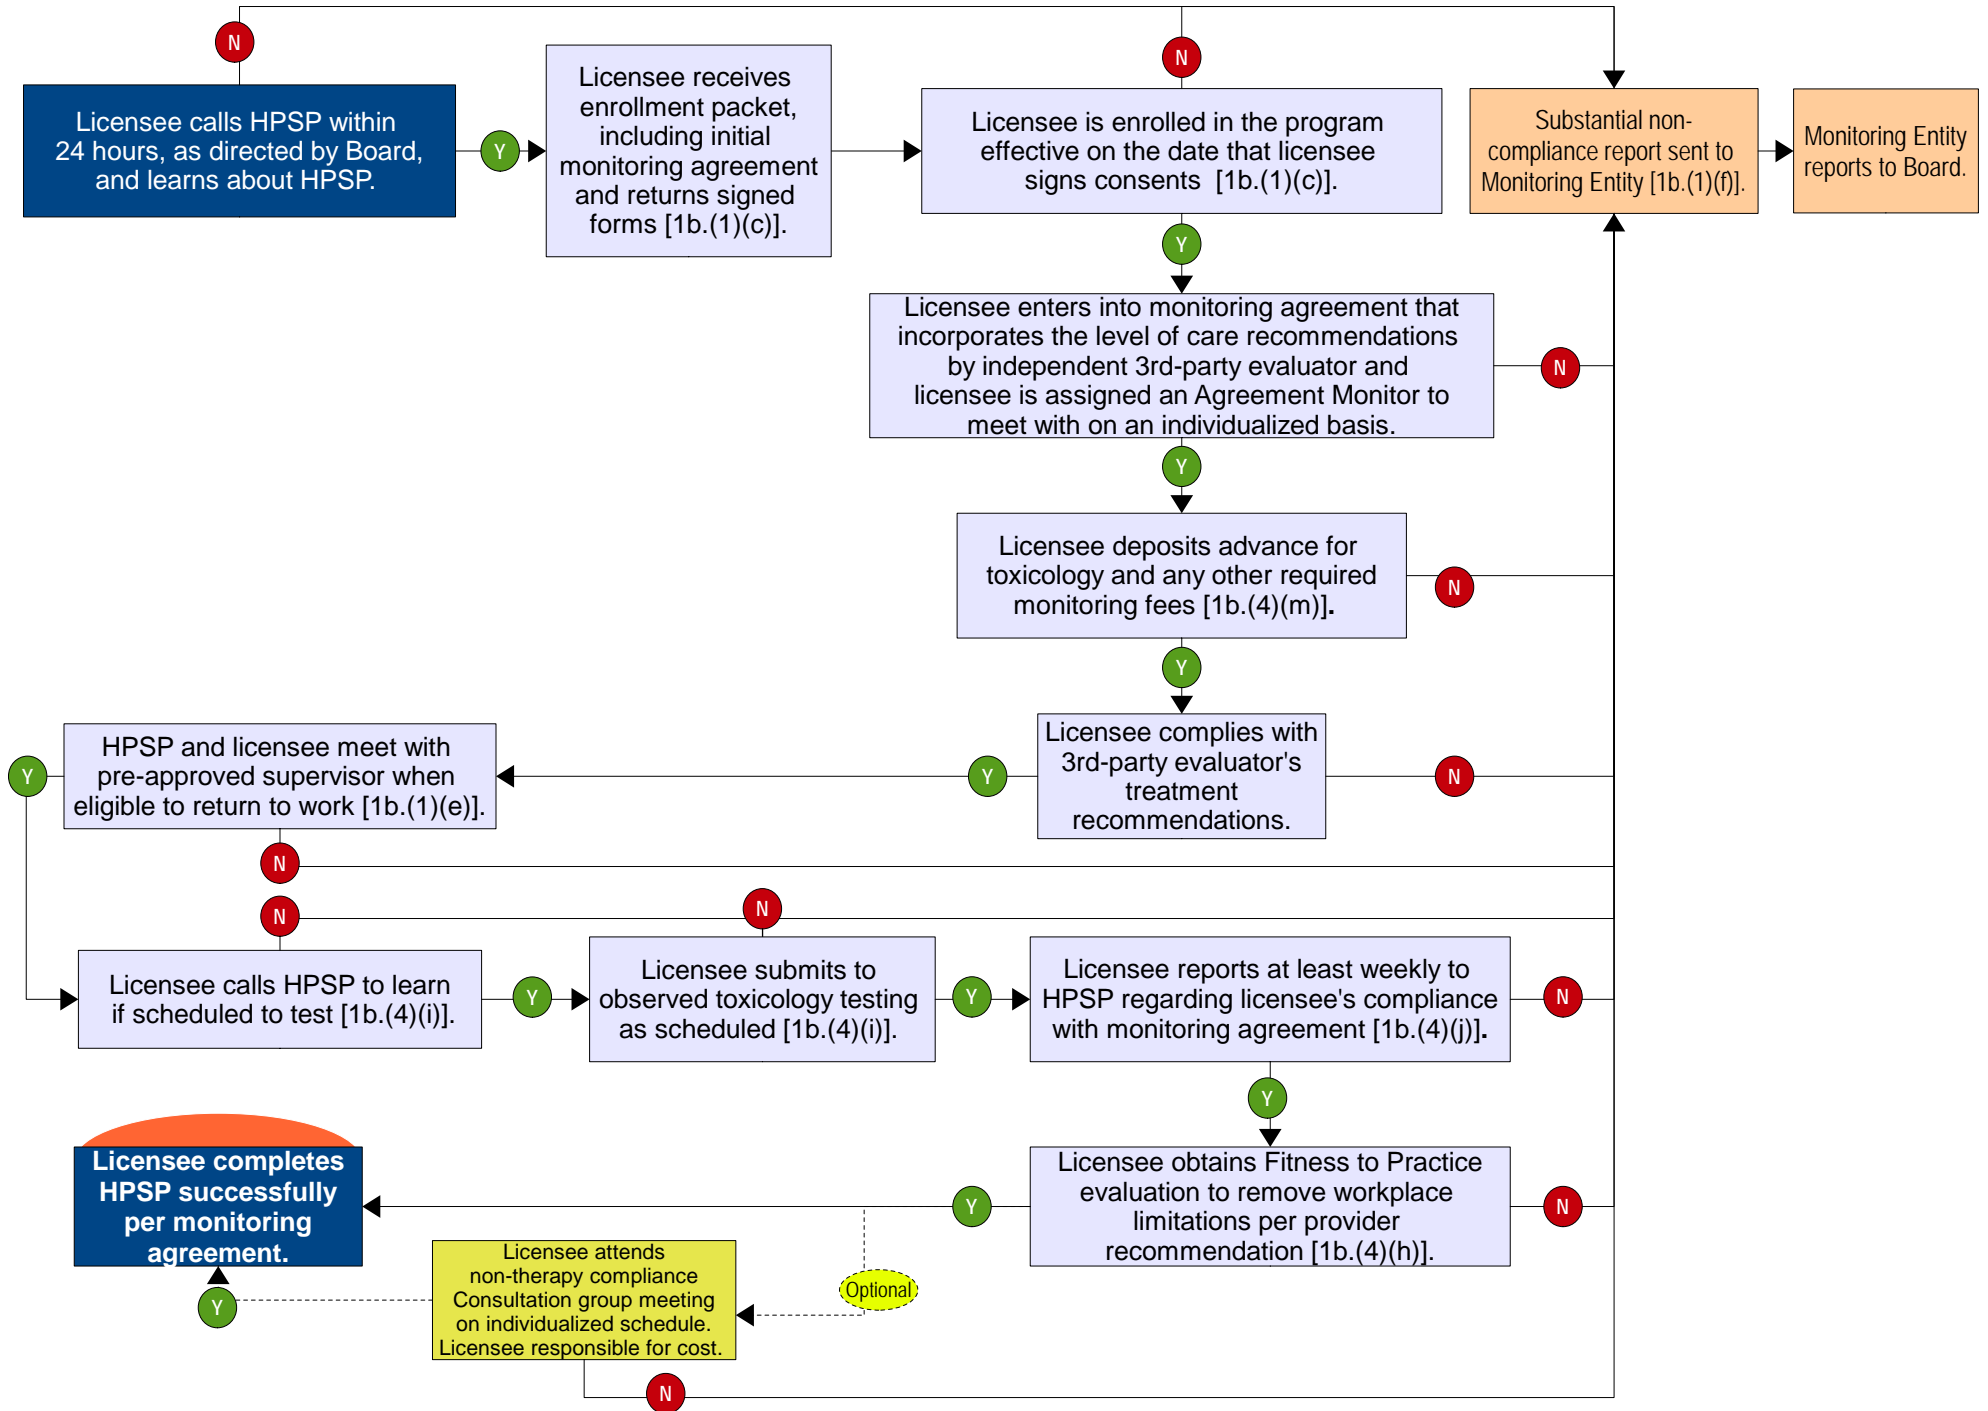 N
N
Licensee calls HPSP within
24 hours, as directed by Board,
and learns about HPSP.
Y
Licensee receives
enrollment packet,
including initial
monitoring agreement
and returns signed
forms [1b.(1)(c)].
Licensee is enrolled in the program
effective on the date that licensee
signs consents [1b.(1)(c)].
Substantial non-
compliance report sent to
Monitoring Entity [1b.(1)(f)].
Monitoring Entity
reports to Board.
Y
Licensee enters into monitoring agreement that
incorporates the level of care recommendations
by independent 3rd-party evaluator and
licensee is assigned an Agreement Monitor to
meet with on an individualized basis.
N
Y
Licensee deposits advance for
toxicology and any other required
monitoring fees [1b.(4)(m)].
N
Y
Licensee complies with
3rd-party evaluator's
treatment
recommendations.
N
Y
HPSP and licensee meet with
pre-approved supervisor when
eligible to return to work [1b.(1)(e)].
Y
N
N
N
Licensee calls HPSP to learn
if scheduled to test [1b.(4)(i)].
Y
Licensee submits to
observed toxicology testing
as scheduled [1b.(4)(i)].
Y
Licensee reports at least weekly to
HPSP regarding licensee's compliance
with monitoring agreement [1b.(4)(j)].
N
Y
Licensee obtains Fitness to Practice
evaluation to remove workplace
limitations per provider
recommendation [1b.(4)(h)].
N
Y
Licensee completes
HPSP successfully
per monitoring
agreement.
Optional
Licensee attends
non-therapy compliance
Consultation group meeting
on individualized schedule.
Licensee responsible for cost.
Y
N